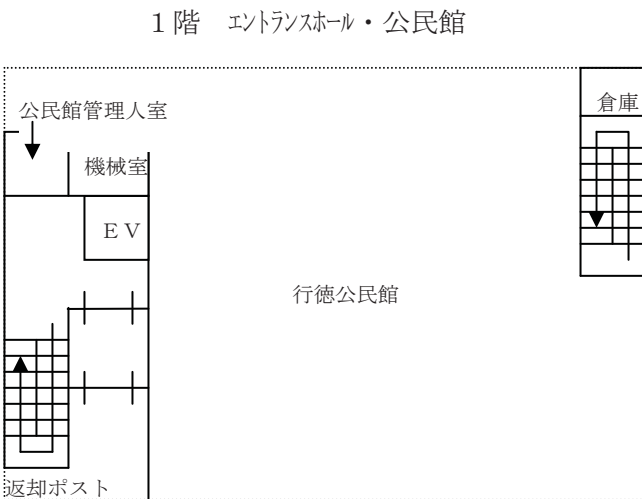 1階　エントランスホール・公民館
倉庫
公民館管理人室
機械室
EV
行徳公民館
返却ポスト